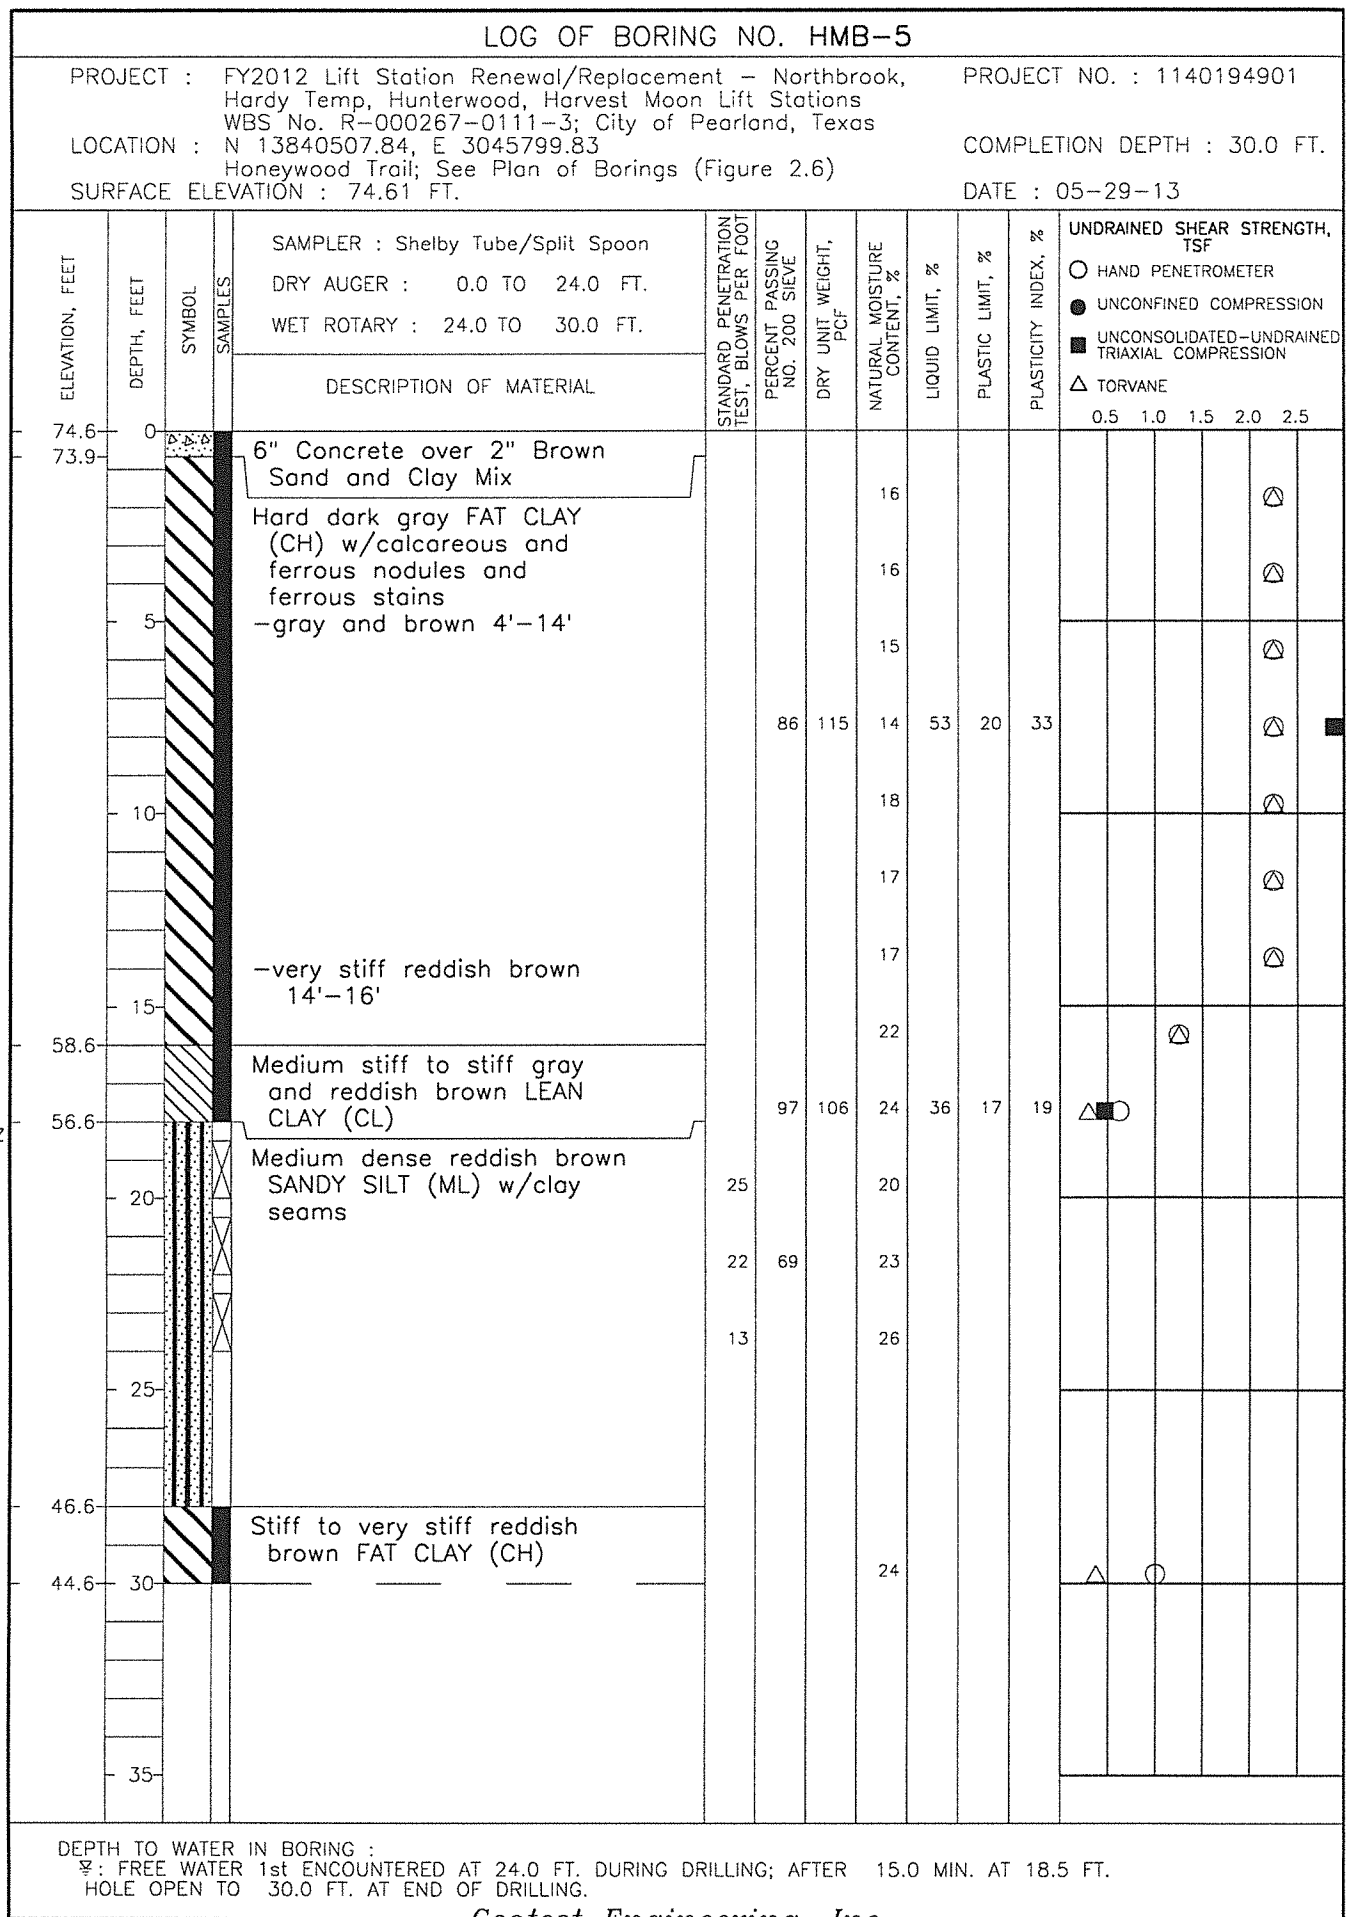 LOG OF BORING NO. HMB-5
PROJECT : FY2012 Lift Station Renewal/Replacement - Northbrook, PROJECT NO. : 1140194901
Hardy Temp, Hunterwood, Harvest Moon Lift Stations
WBS No. R-000267-0111-3; City of Pearland, Texas
LOCATION : N 13840507.84, E 3045799.83 COMPLETION DEPTH : 30.0 FT.
Honeywood Trail; See Plan of Borings (Figure 2.6)
SURFACE ELEVATION : 74.61 FT. DATE : 05-29-13
ELEVATION, FEET
DEPTH, FEET
SYMBOL
SAMPLES
SAMPLER : Shelby Tube/Split Spoon
DRY AUGER : 0.0 TO 24.0 FT.
WET ROTARY : 24.0 TO 30.0 FT.
DESCRIPTION OF MATERIAL
STANDARD PENETRATION
TEST, BLOWS PER FOOT
PERCENT PASSING
NO. 200 SIEVE
DRY UNIT WEIGHT,
PCF
NATURAL MOISTURE
CONTENT, %
LIQUID LIMIT, %
PLASTIC LIMIT, %
PLASTICITY INDEX, %
UNDRAINED SHEAR STRENGTH,
TSF
HAND PENETROMETER
UNCONFINED COMPRESSION
UNCONSOLIDATED-UNDRAINED
TRIAXIAL COMPRESSION
TORVANE
0.5 1.0 1.5 2.0 2.5
74.6 0
73.9 6" Concrete over 2" Brown
Sand and Clay Mix
16
Hard dark gray FAT CLAY
(CH) w/calcareous and
ferrous nodules and 16
ferrous stains
5 -gray and brown 4'-14'
15
86 115 14 53 20 33
18
10
17
17
-very stiff reddish brown
14'-16'
15
22
58.6
Medium stiff to stiff gray
and reddish brown LEAN
CLAY (CL) 97 106 24 36 17 19
56.6
Medium dense reddish brown
SANDY SILT (ML) w/clay 25 20
20 seams
22 69 23
13 26
25
46.6
Stiff to very stiff reddish
brown FAT CLAY (CH)
24
44.6 30
35
DEPTH TO WATER IN BORING :
: FREE WATER 1st ENCOUNTERED AT 24.0 FT. DURING DRILLING; AFTER 15.0 MIN. AT 18.5 FT.
HOLE OPEN TO 30.0 FT. AT END OF DRILLING.
Geotest Engineering, Inc.